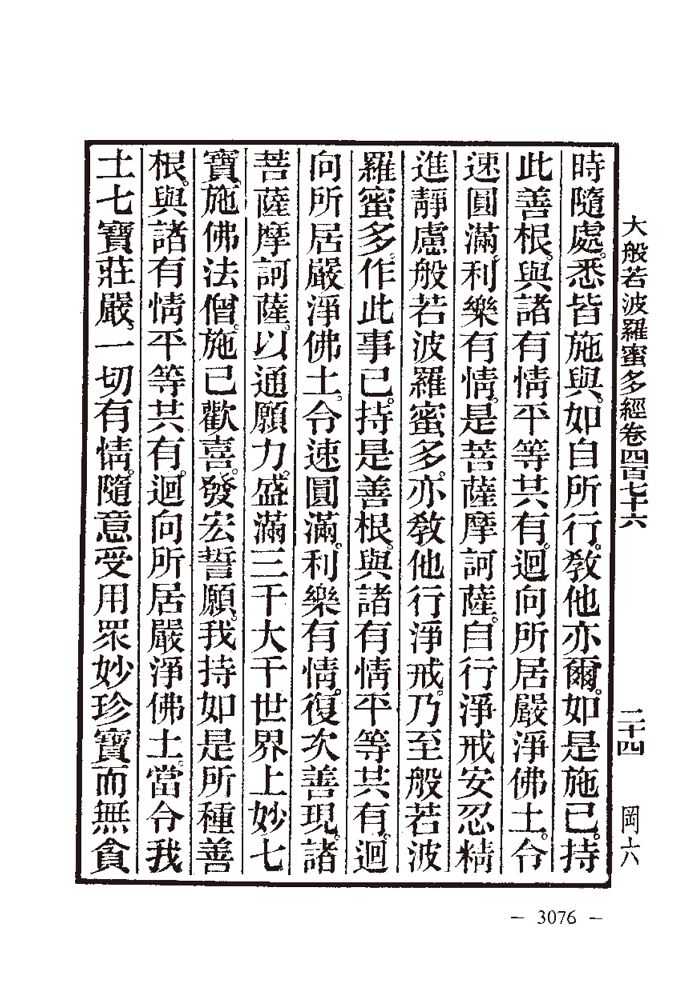 大般若波羅蜜多經卷四百七十六 二十四 岡六
時隨處。悉皆施與。如自所行。敎他亦爾。如是施已。持
此善根。與諸有情平等共有。迴向所居嚴淨佛土。令
速圓滿。利樂有情。是菩薩摩訶薩。自行淨戒安忍精
進靜慮般若波羅蜜多。亦敎他行淨戒。乃至般若波
羅蜜多。作此事已。持是善根。與諸有情平等共有。迴
向所居嚴淨佛土。令速圓滿。利樂有情。復次善現。諸
菩薩摩訶薩。以通願力。盛滿三千大千世界上妙七
寶。施佛法僧。施已歡喜。發宏誓願。我持如是所種善
根。與諸有情平等共有。迴向所居嚴淨佛土。當令我
土七寶莊嚴。一切有情。隨意受用眾妙珍寶而無貪
— 3076 —